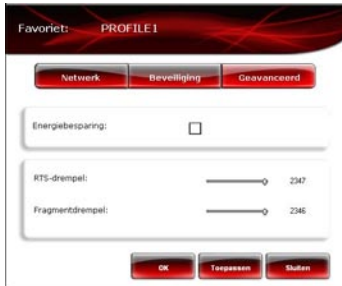 Favoriet: PROFILE1
Netwerk Beveiliging Geavanceerd
Energiebesparing:
RTS-drempel: 2347
Fragmentdrempel: 2346
OK Toepassen Sluiten